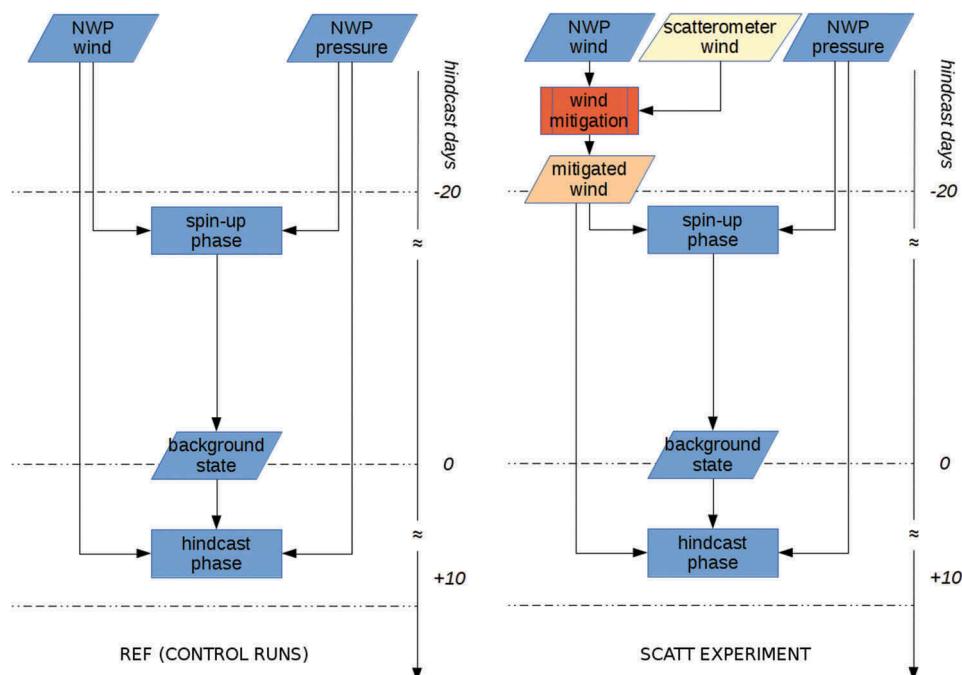 NWP
wind
NWP
pressure
hindcast days
-20
spin-up
phase
≈
background
state
0
≈
hindcast
phase
+10
REF (CONTROL RUNS)
NWP
wind
scatterometer
wind
NWP
pressure
hindcast days
wind
mitigation
mitigated
wind
-20
spin-up
phase
≈
background
state
0
≈
hindcast
phase
+10
SCATT EXPERIMENT